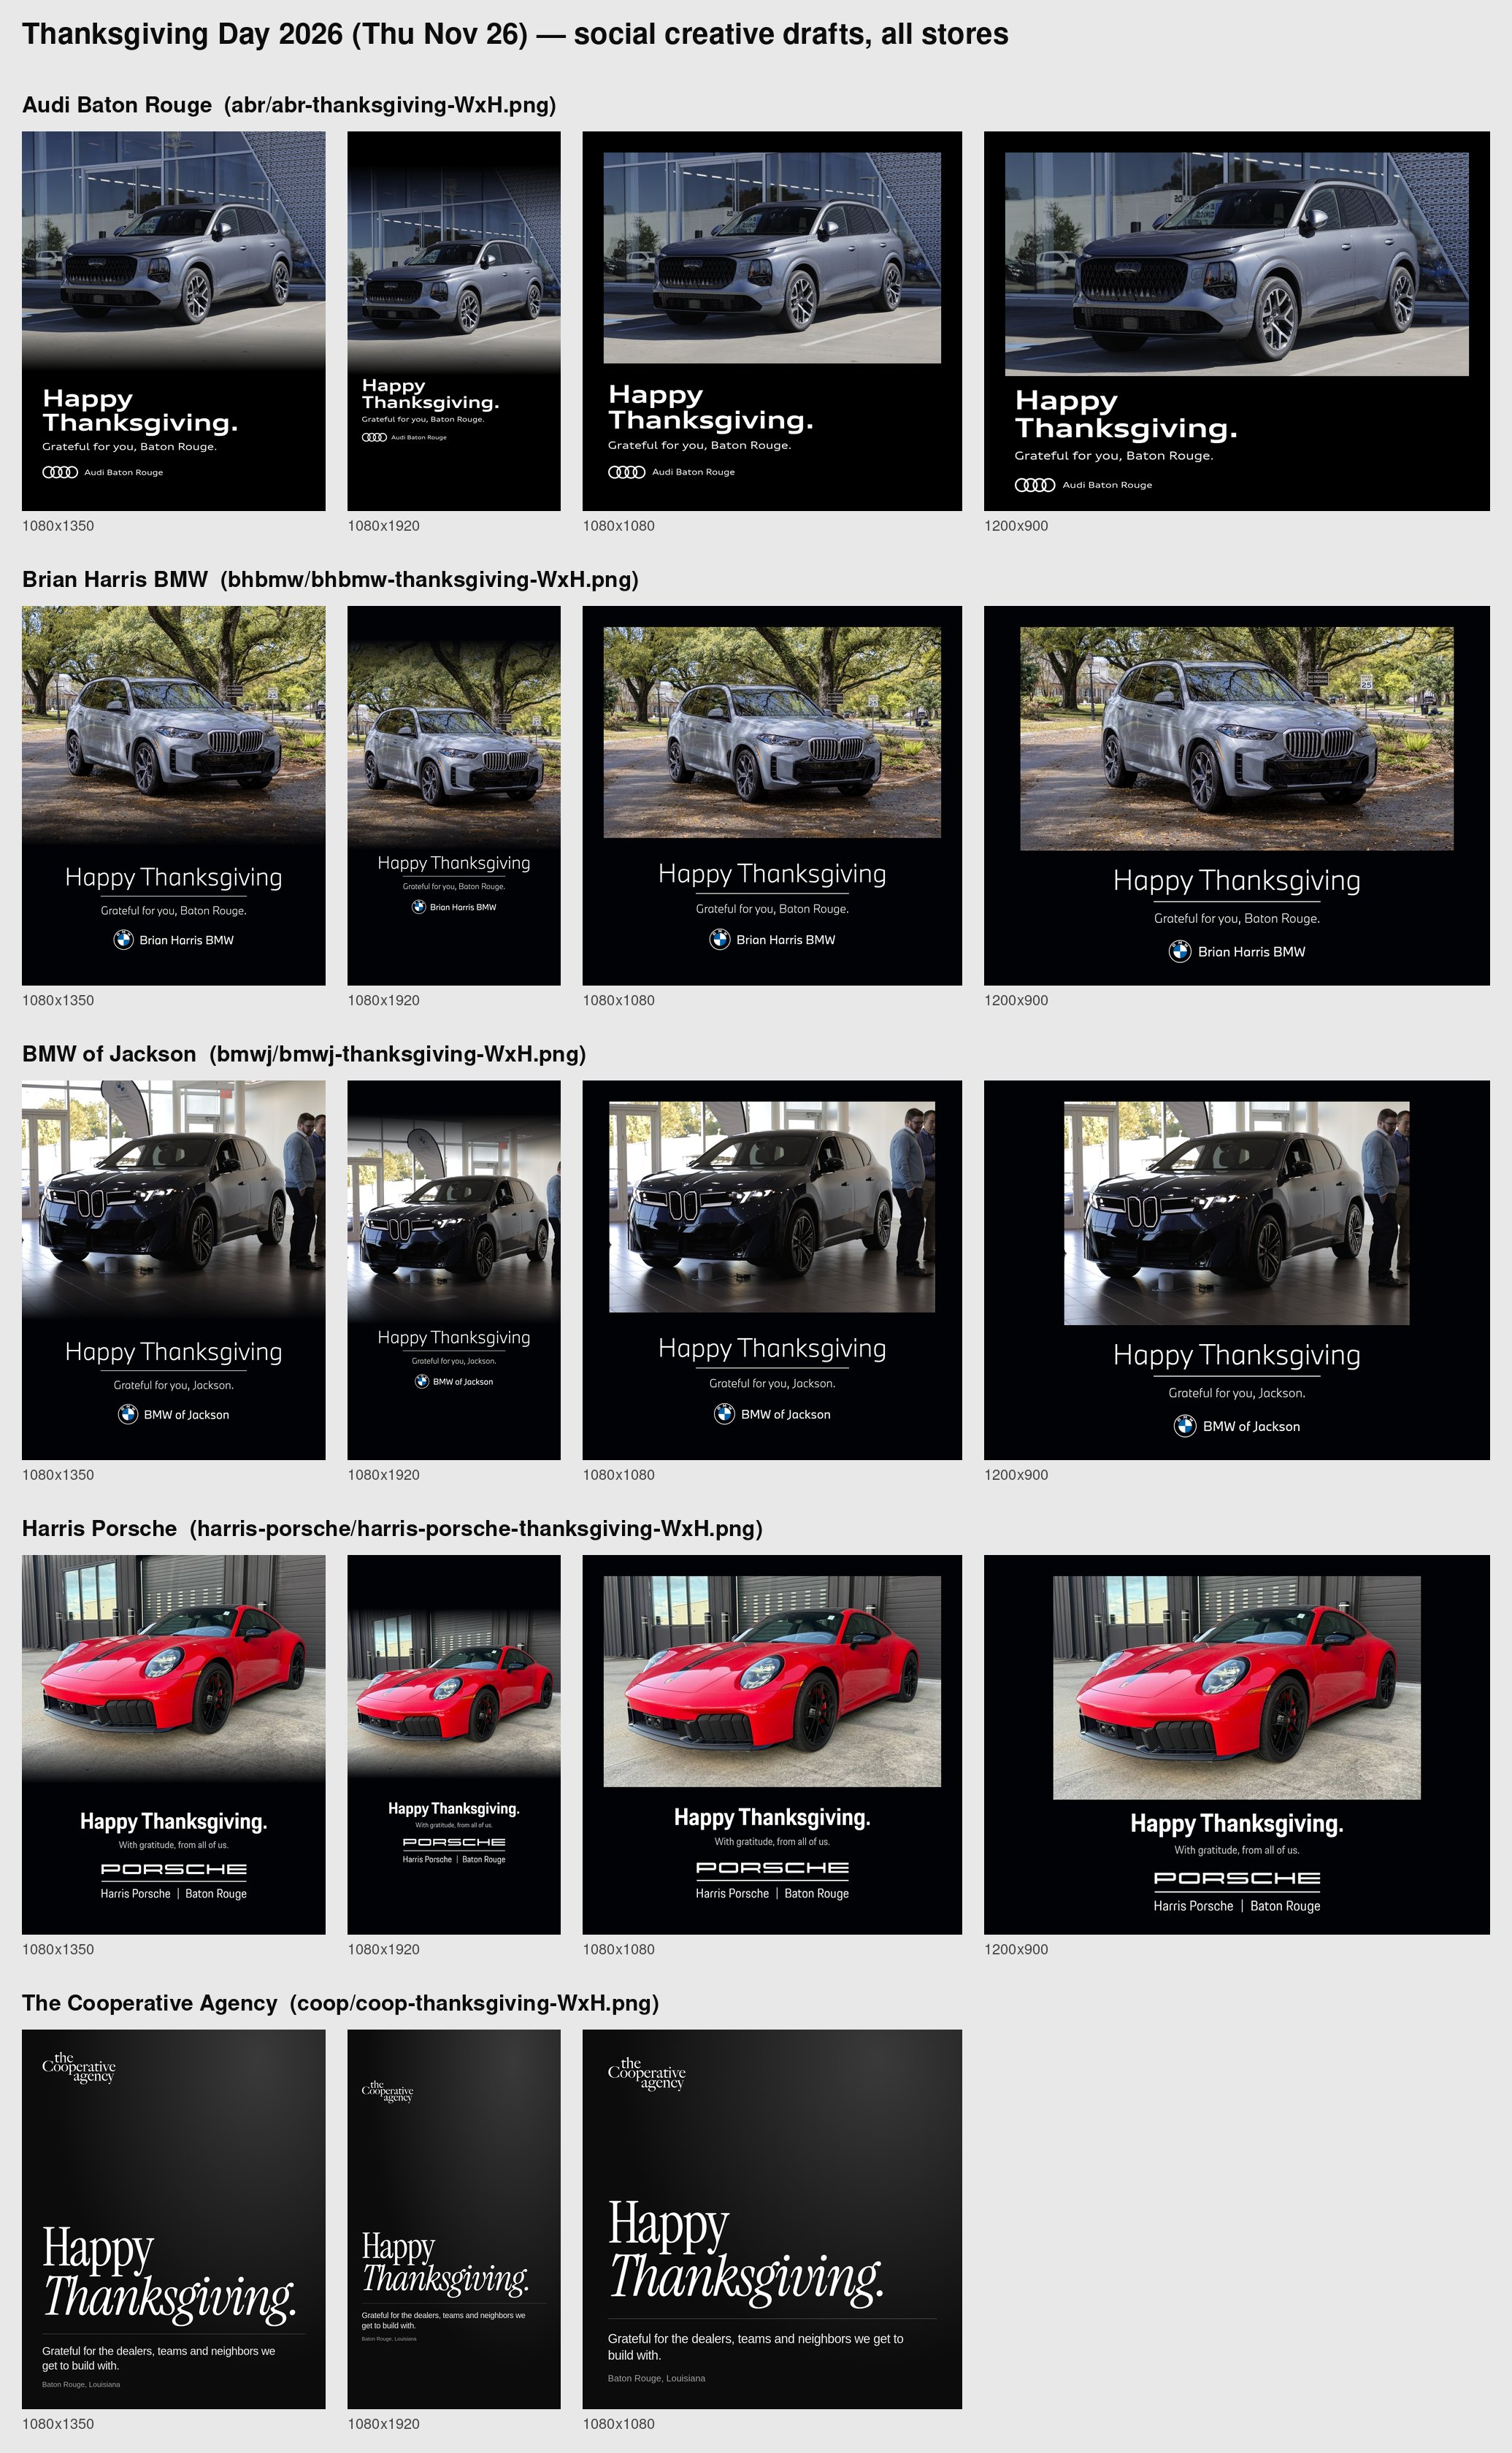 Thanksgiving Day 2026 (Thu Nov 26) — social creative drafts, all stores
Audi Baton Rouge (abr/abr-thanksgiving-WxH.png)
Happy
Thanksgiving.
Grateful for you, Baton Rouge.
Audi Baton Rouge
1080x1350
Happy
Thanksgiving.
Grateful for you, Baton Rouge.
Audi Baton Rouge
1080x1920
Happy
Thanksgiving.
Grateful for you, Baton Rouge.
Audi Baton Rouge
1080x1080
Happy
Thanksgiving.
Grateful for you, Baton Rouge.
Audi Baton Rouge
1200x900
Brian Harris BMW (bhbmw/bhbmw-thanksgiving-WxH.png)
25
Happy Thanksgiving
Grateful for you, Baton Rouge.
Brian Harris BMW
1080x1350
Happy Thanksgiving
Grateful for you, Baton Rouge.
Brian Harris BMW
1080x1920
25
Happy Thanksgiving
Grateful for you, Baton Rouge.
Brian Harris BMW
1080x1080
25
Happy Thanksgiving
Grateful for you, Baton Rouge.
Brian Harris BMW
1200x900
BMW of Jackson (bmwj/bmwj-thanksgiving-WxH.png)
Happy Thanksgiving
Grateful for you, Jackson.
BMW of Jackson
1080x1350
Happy Thanksgiving
Grateful for you, Jackson.
BMW of Jackson
1080x1920
Happy Thanksgiving
Grateful for you, Jackson.
BMW of Jackson
1080x1080
Happy Thanksgiving
Grateful for you, Jackson.
BMW of Jackson
1200x900
Harris Porsche (harris-porsche/harris-porsche-thanksgiving-WxH.png)
Happy Thanksgiving.
With gratitude, from all of us.
PORSCHE
Harris Porsche | Baton Rouge
1080x1350
Happy Thanksgiving.
With gratitude, from all of us.
PORSCHE
Harris Porsche | Baton Rouge
1080x1920
Happy Thanksgiving.
With gratitude, from all of us.
PORSCHE
Harris Porsche | Baton Rouge
1080x1080
Happy Thanksgiving.
With gratitude, from all of us.
PORSCHE
Harris Porsche | Baton Rouge
1200x900
The Cooperative Agency (coop/coop-thanksgiving-WxH.png)
the
Cooperative
agency
Happy
Thanksgiving.
Grateful for the dealers, teams and neighbors we
get to build with.
Baton Rouge, Louisiana
1080x1350
the
Cooperative
agency
Happy
Thanksgiving.
Grateful for the dealers, teams and neighbors we
get to build with.
Baton Rouge, Louisiana
1080x1920
the
Cooperative
agency
Happy
Thanksgiving.
Grateful for the dealers, teams and neighbors we get to
build with.
Baton Rouge, Louisiana
1080x1080